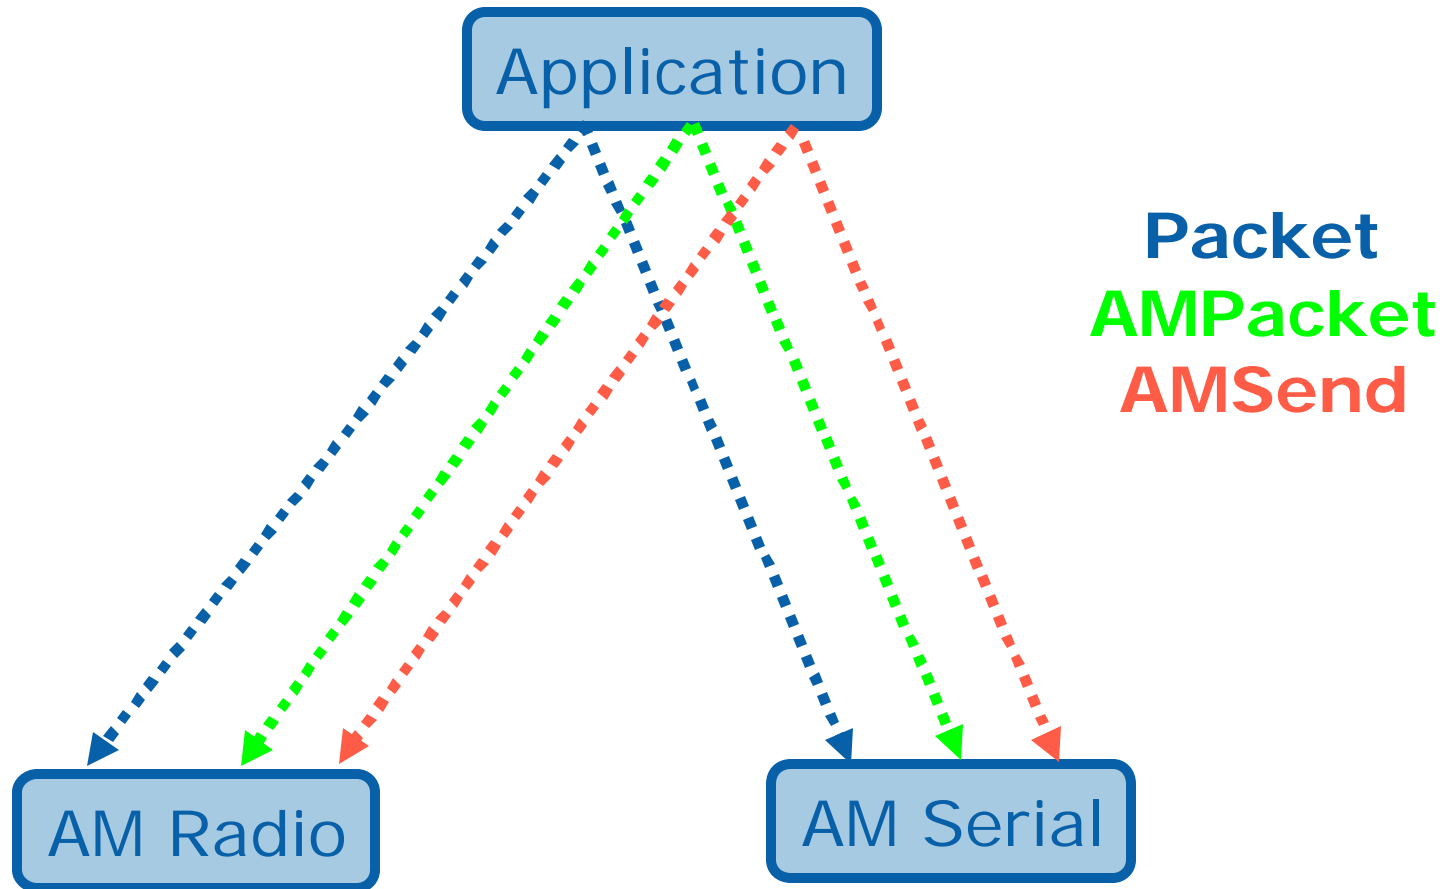 Application
Packet
AMPacket
AMSend
AM Radio
AM Serial